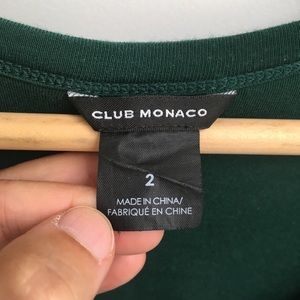 CLUB MONACO
2
MADE IN CHINA/
FABRIQUÉ EN CHINE